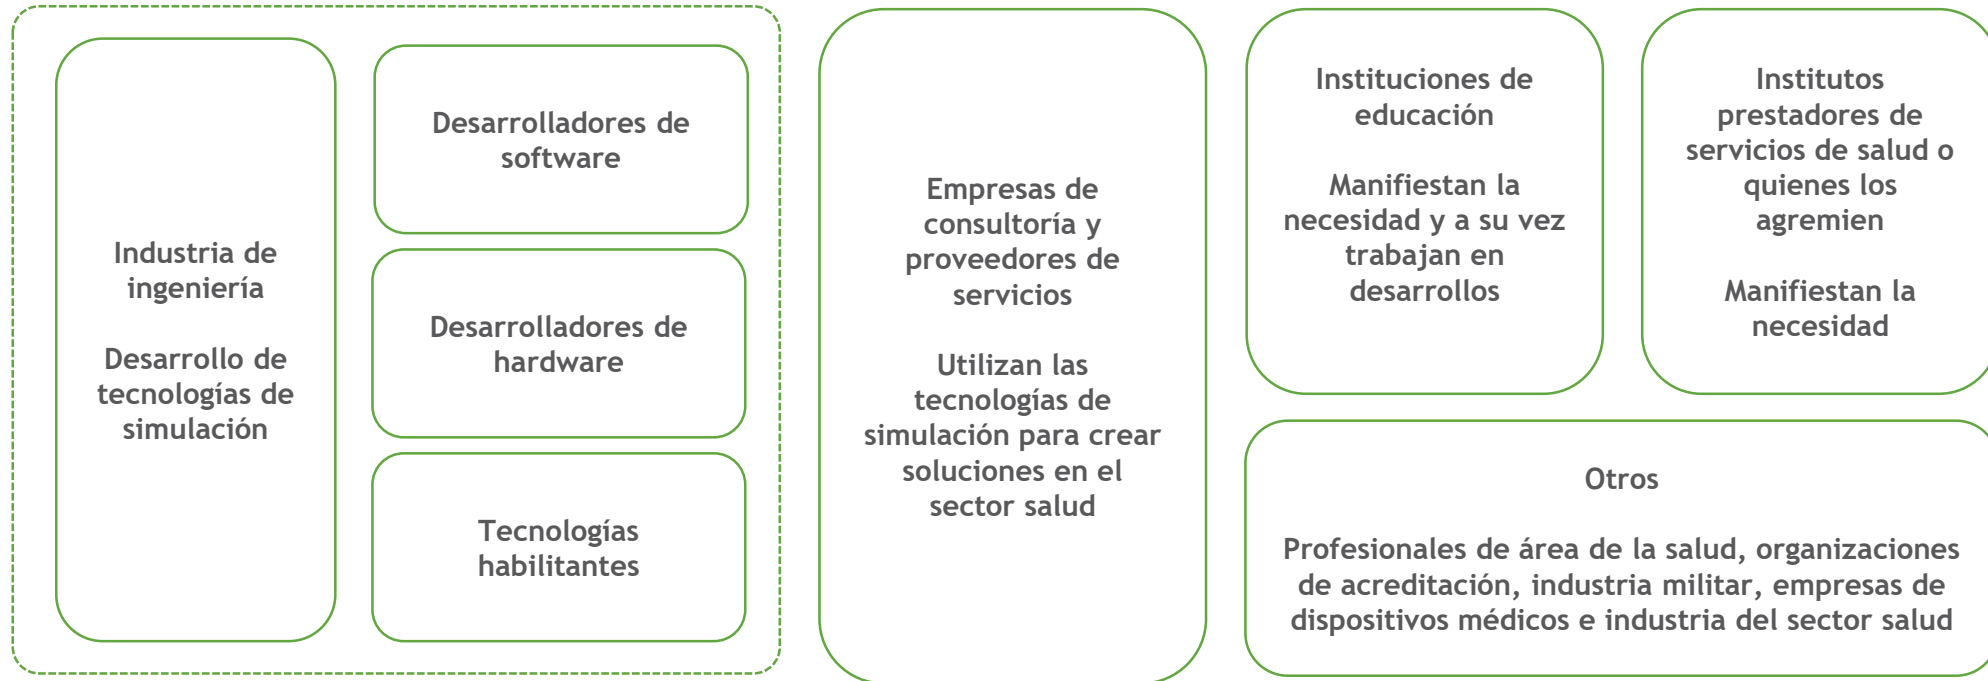 Industria de
ingeniería
Desarrollo de
tecnologías de
simulación
Desarrolladores de
software
Desarrolladores de
hardware
Tecnologías
habilitantes
Empresas de
consultoría y
proveedores de
servicios
Utilizan las
tecnologías de
simulación para crear
soluciones en el
sector salud
Instituciones de
educación
Manifiestan la
necesidad y a su vez
trabajan en
desarrollos
Institutos
prestadores de
servicios de salud o
quienes los
agremien
Manifiestan la
necesidad
Otros
Profesionales de área de la salud, organizaciones
de acreditación, industria militar, empresas de
dispositivos médicos e industria del sector salud